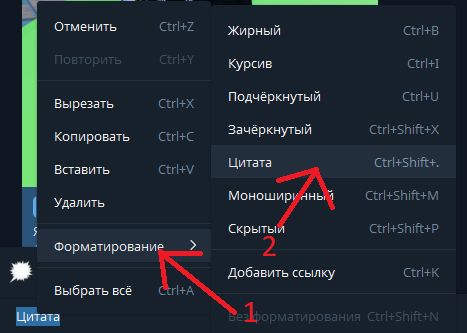 Отменить Ctrl+Z
Повторить Ctrl+Y
Вырезать Ctrl+X
Копировать Ctrl+C
Вставить Ctrl+V
Удалить
Форматирование
Выбрать всё Ctrl+A
Цитата
Жирный Ctrl+B
Курсив Ctrl+I
Подчёркнутый Ctrl+U
Зачёркнутый Ctrl+Shift+X
Цитата Ctrl+Shift+.
Моноширинный Ctrl+Shift+M
Скрытый Ctrl+Shift+P
Добавить ссылку Ctrl+K
Без форматирования Ctrl+Shift+N
1
2